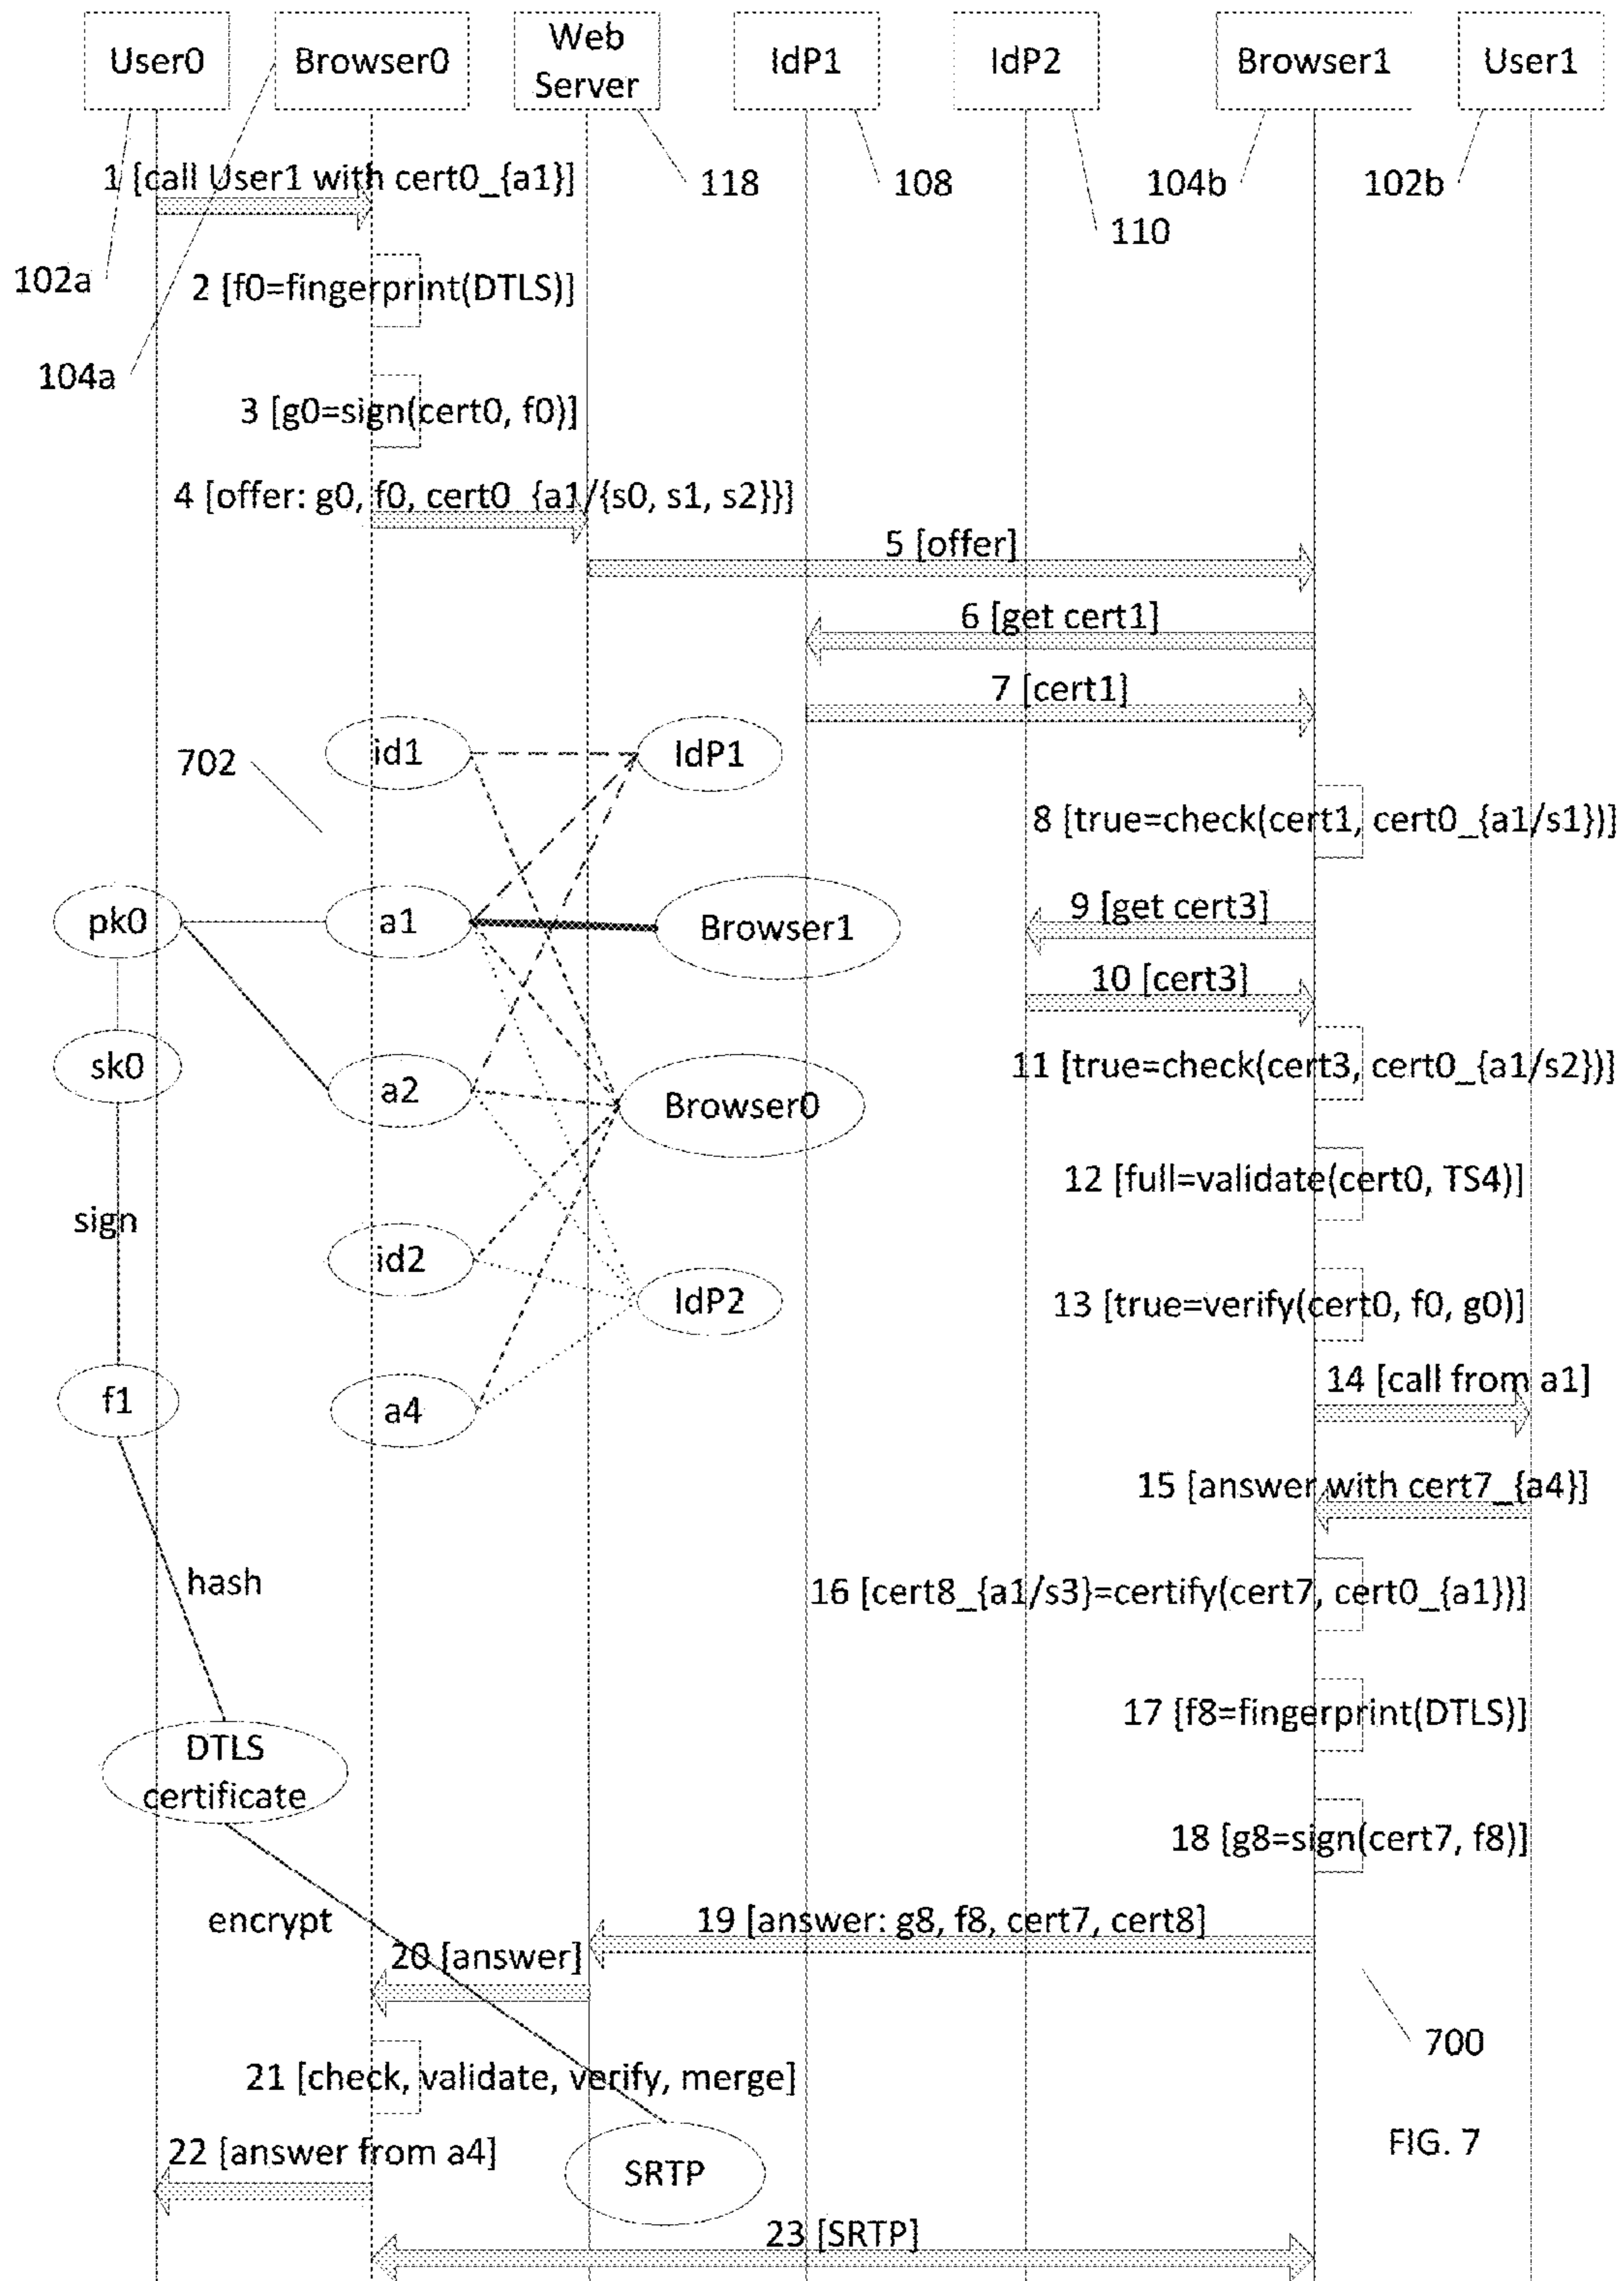 User0
Browser0
Web
Server
IdP1
IdP2
Browser1
User1
1 [call User1 with cert0_{a1}]
118
108
104b
102b
110
102a
2 [f0=fingerprint(DTLS)]
104a
3 [g0=sign(cert0, f0)]
4 [offer: g0, f0, cert0_{a1/{s0, s1, s2}}]
5 [offer]
6 [get cert1]
7 [cert1]
702
id1
IdP1
8 [true=check(cert1, cert0_{a1/s1})]
pk0
a1
Browser1
9 [get cert3]
10 [cert3]
sk0
a2
Browser0
11 [true=check(cert3, cert0_{a1/s2})]
12 [full=validate(cert0, TS4)]
sign
id2
IdP2
13 [true=verify(cert0, f0, g0)]
f1
a4
14 [call from a1]
15 [answer with cert7_{a4}]
hash
16 [cert8_{a1/s3}=certify(cert7, cert0_{a1})]
17 [f8=fingerprint(DTLS)]
DTLS
certificate
18 [g8=sign(cert7, f8)]
encrypt
19 [answer: g8, f8, cert7, cert8]
20 [answer]
700
21 [check, validate, verify, merge]
FIG. 7
22 [answer from a4]
SRTP
23 [SRTP]